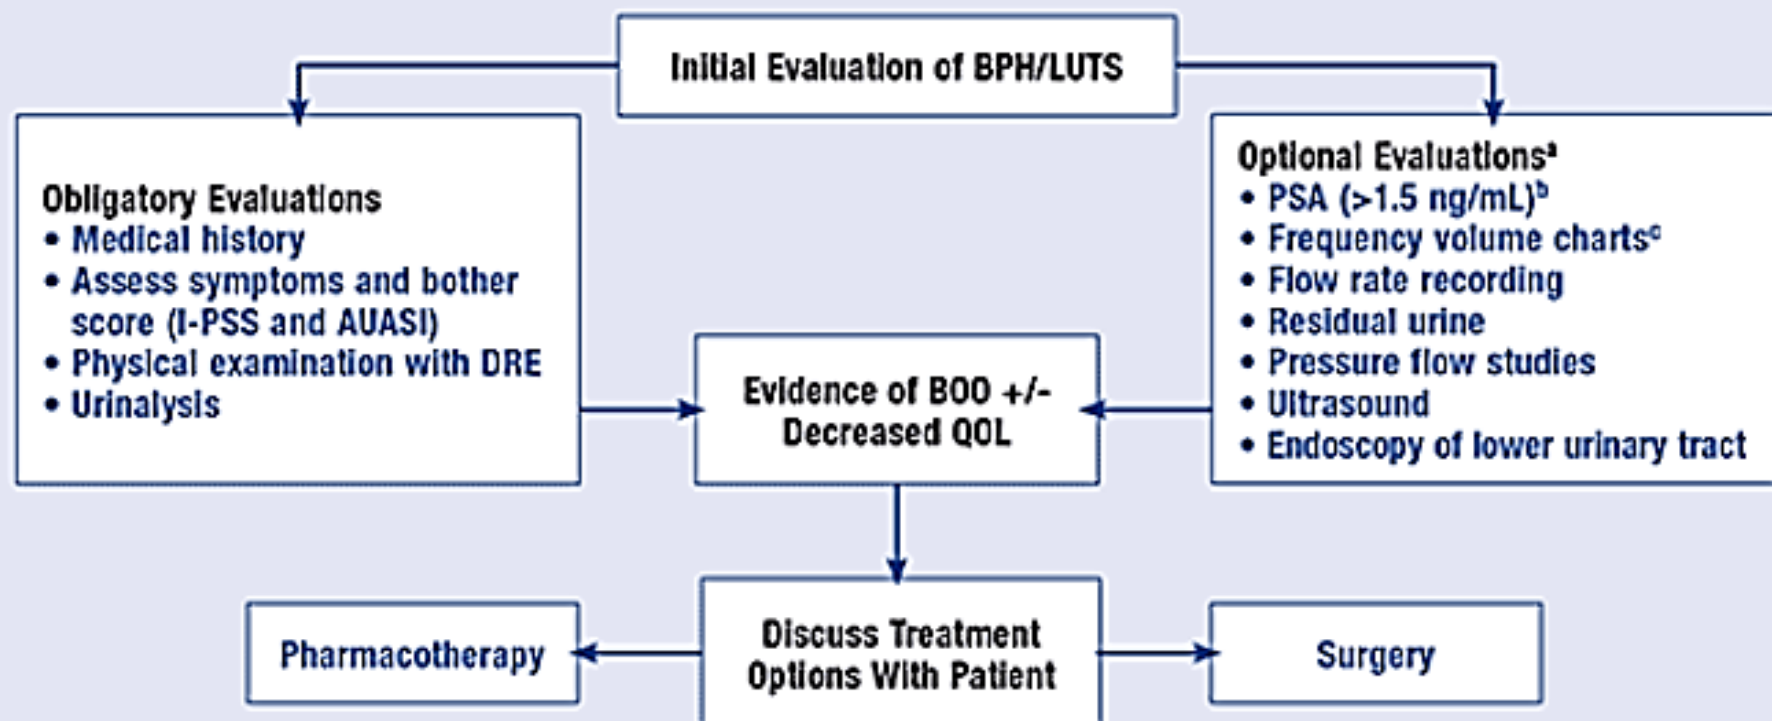 Initial Evaluation of BPH/LUTS
Obligatory Evaluations
• Medical history
• Assess symptoms and bother
score (I-PSS and AUASI)
• Physical examination with DRE
• Urinalysis
Optional Evaluationsᵃ
• PSA (>1.5 ng/mL)ᵇ
• Frequency volume chartsᶜ
• Flow rate recording
• Residual urine
• Pressure flow studies
• Ultrasound
• Endoscopy of lower urinary tract
Evidence of BOO +/-
Decreased QOL
Discuss Treatment
Options With Patient
Pharmacotherapy
Surgery